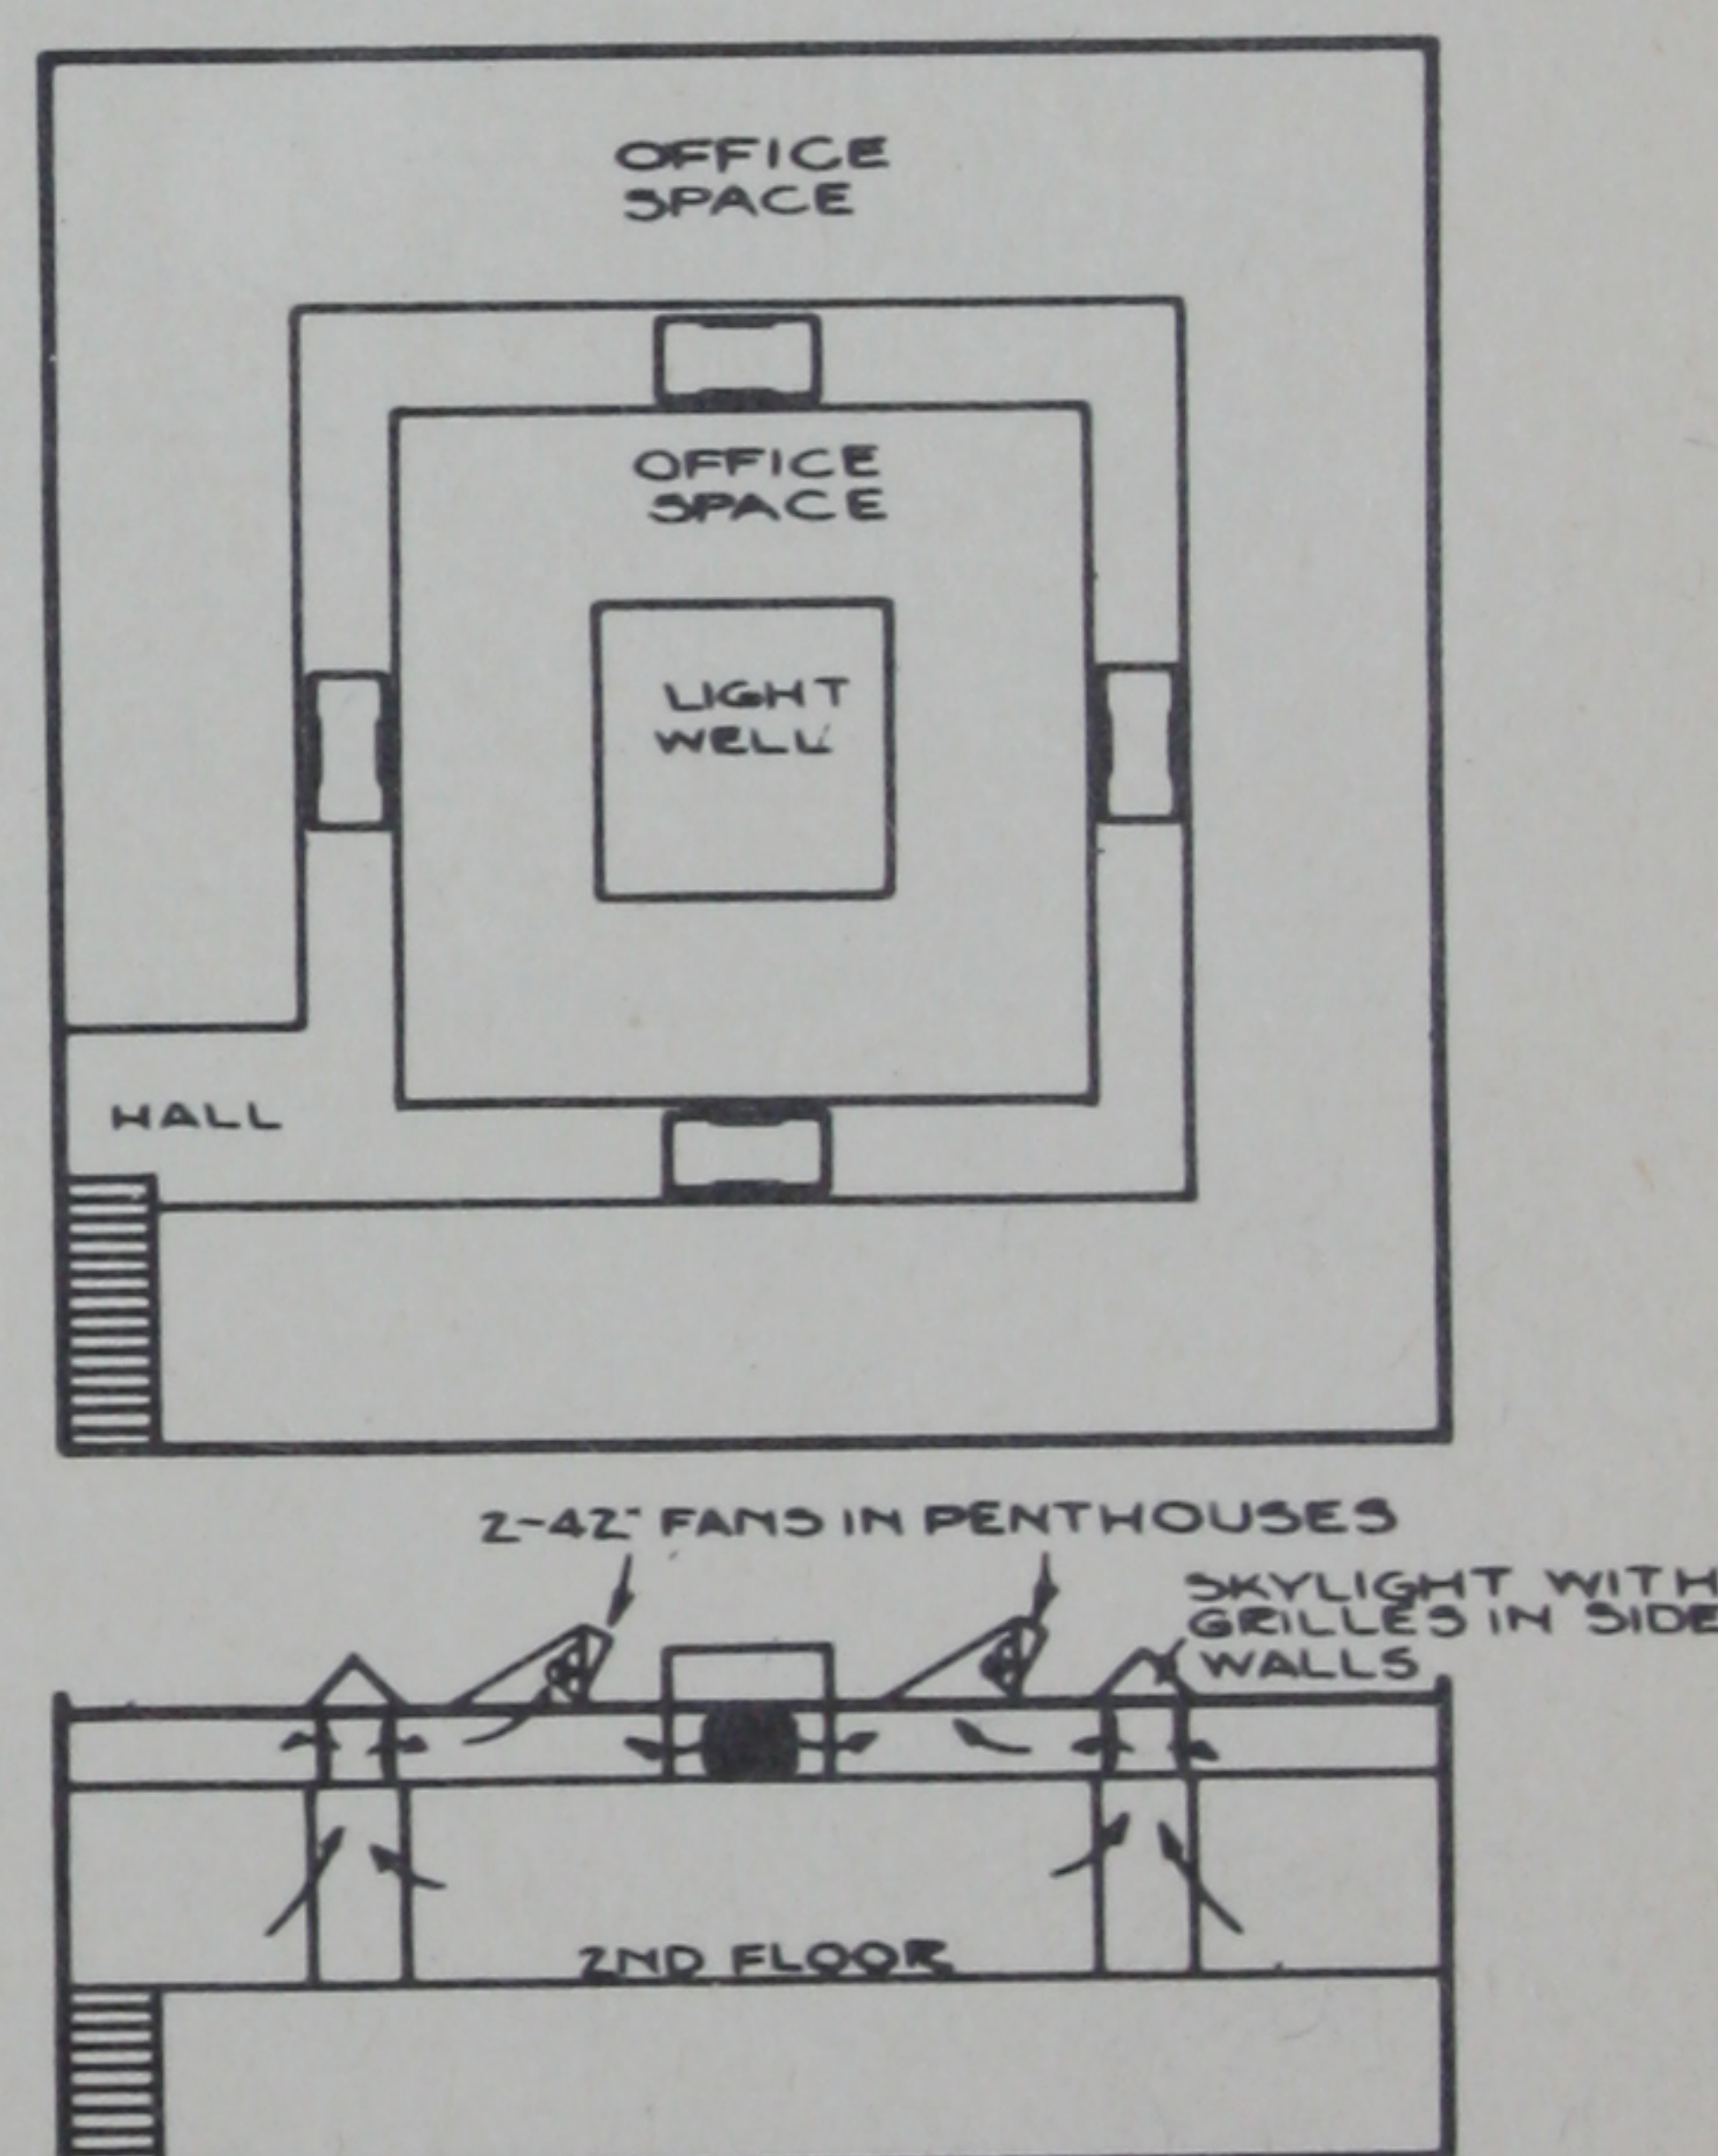 OFFICE
SPACE
OFFICE
SPACE
LIGHT
WELL
HALL
2-42" FANS IN PENTHOUSES
SKYLIGHT WITH
GRILLES IN SIDE
WALLS
2ND FLOOR